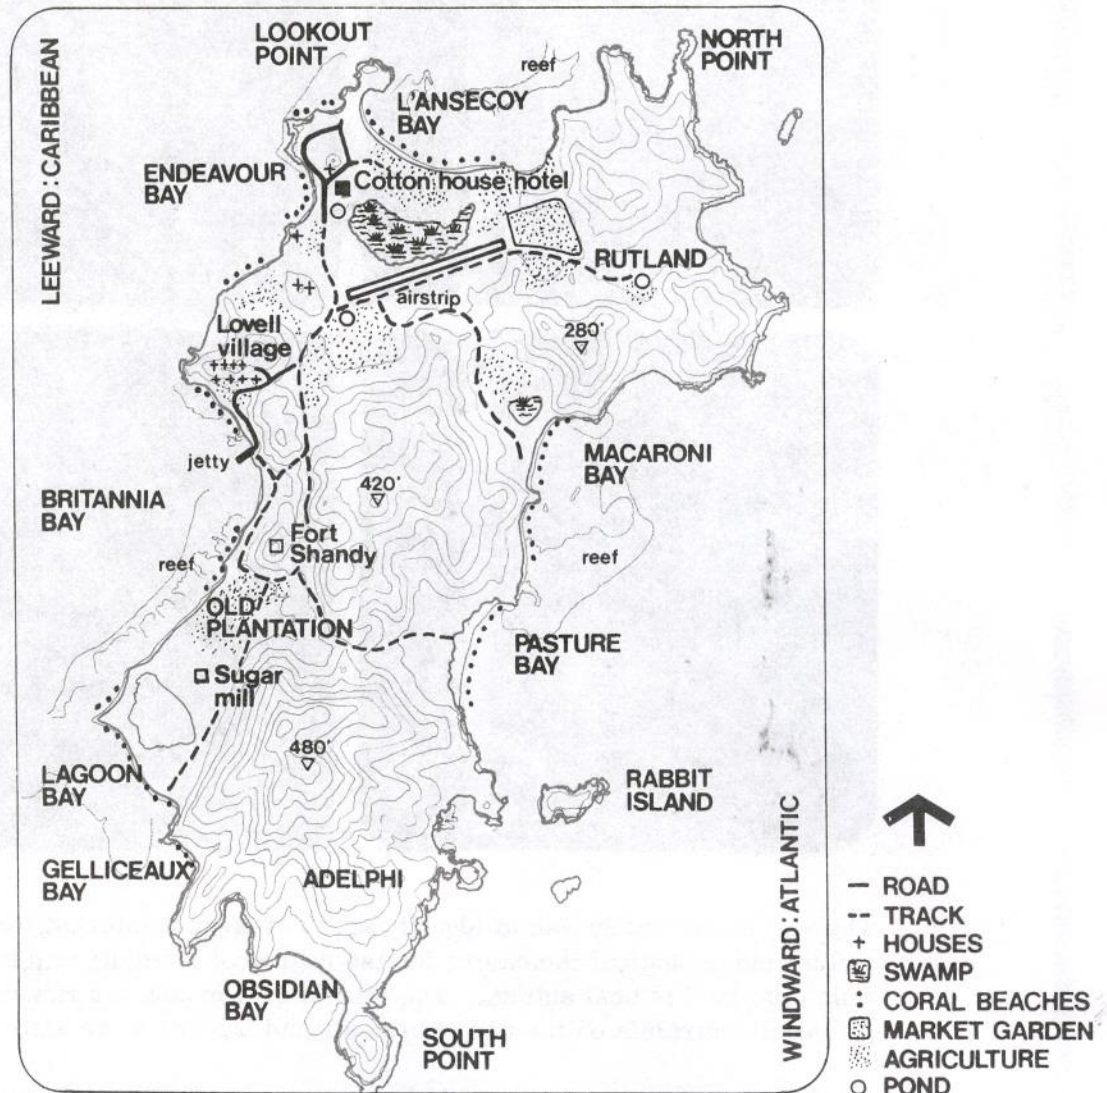 LOOKOUT
POINT
NORTH
POINT
reef
L'ANSECOY
BAY
LEEWARD : CARIBBEAN
ENDEAVOUR
BAY
Cotton house hotel
RUTLAND
airstrip
Lovell
village
280'
jetty
MACARONI
BAY
420'
BRITANNIA
BAY
Fort
Shandy
reef
reef
OLD
PLANTATION
PASTURE
BAY
Sugar
mill
480'
LAGOON
BAY
RABBIT
ISLAND
GELLICEAUX
BAY
ADELPHI
WINDWARD : ATLANTIC
OBSIDIAN
BAY
SOUTH
POINT
ROAD
TRACK
HOUSES
SWAMP
CORAL BEACHES
MARKET GARDEN
AGRICULTURE
POND